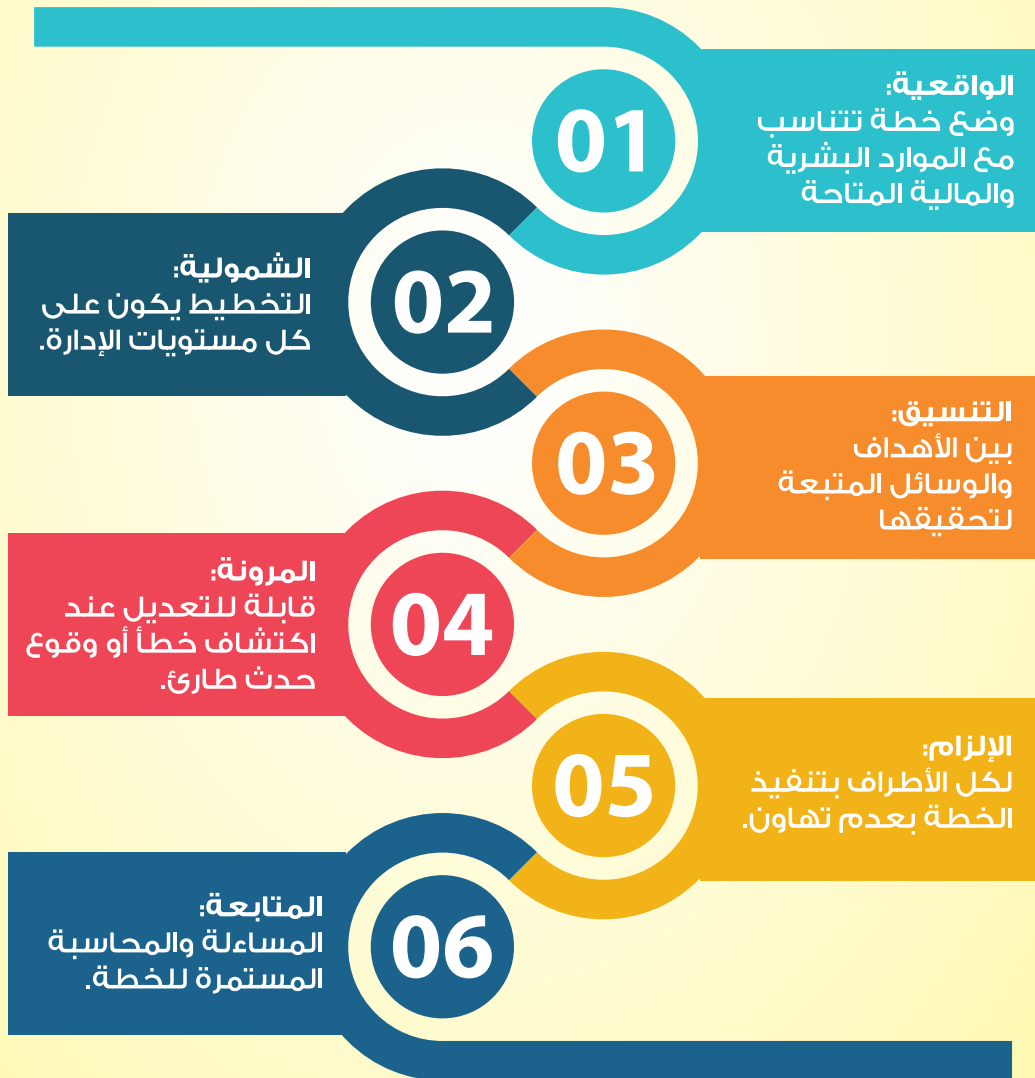 01
الواقعية:
وضع خطة تتناسب
مع الموارد البشرية
والمالية المتاحة
02
الشمولية:
التخطيط يكون على
كل مستويات الإدارة.
03
التنسيق:
بين الأهداف
والوسائل المتبعة
لتحقيقها
04
المرونة:
قابلة للتعديل عند
اكتشاف خطأ أو وقوع
حدث طارئ.
05
الإلزام:
لكل الأطراف بتنفيذ
الخطة بعدم تهاون.
06
المتابعة:
المساءلة والمحاسبة
المستمرة للخطة.